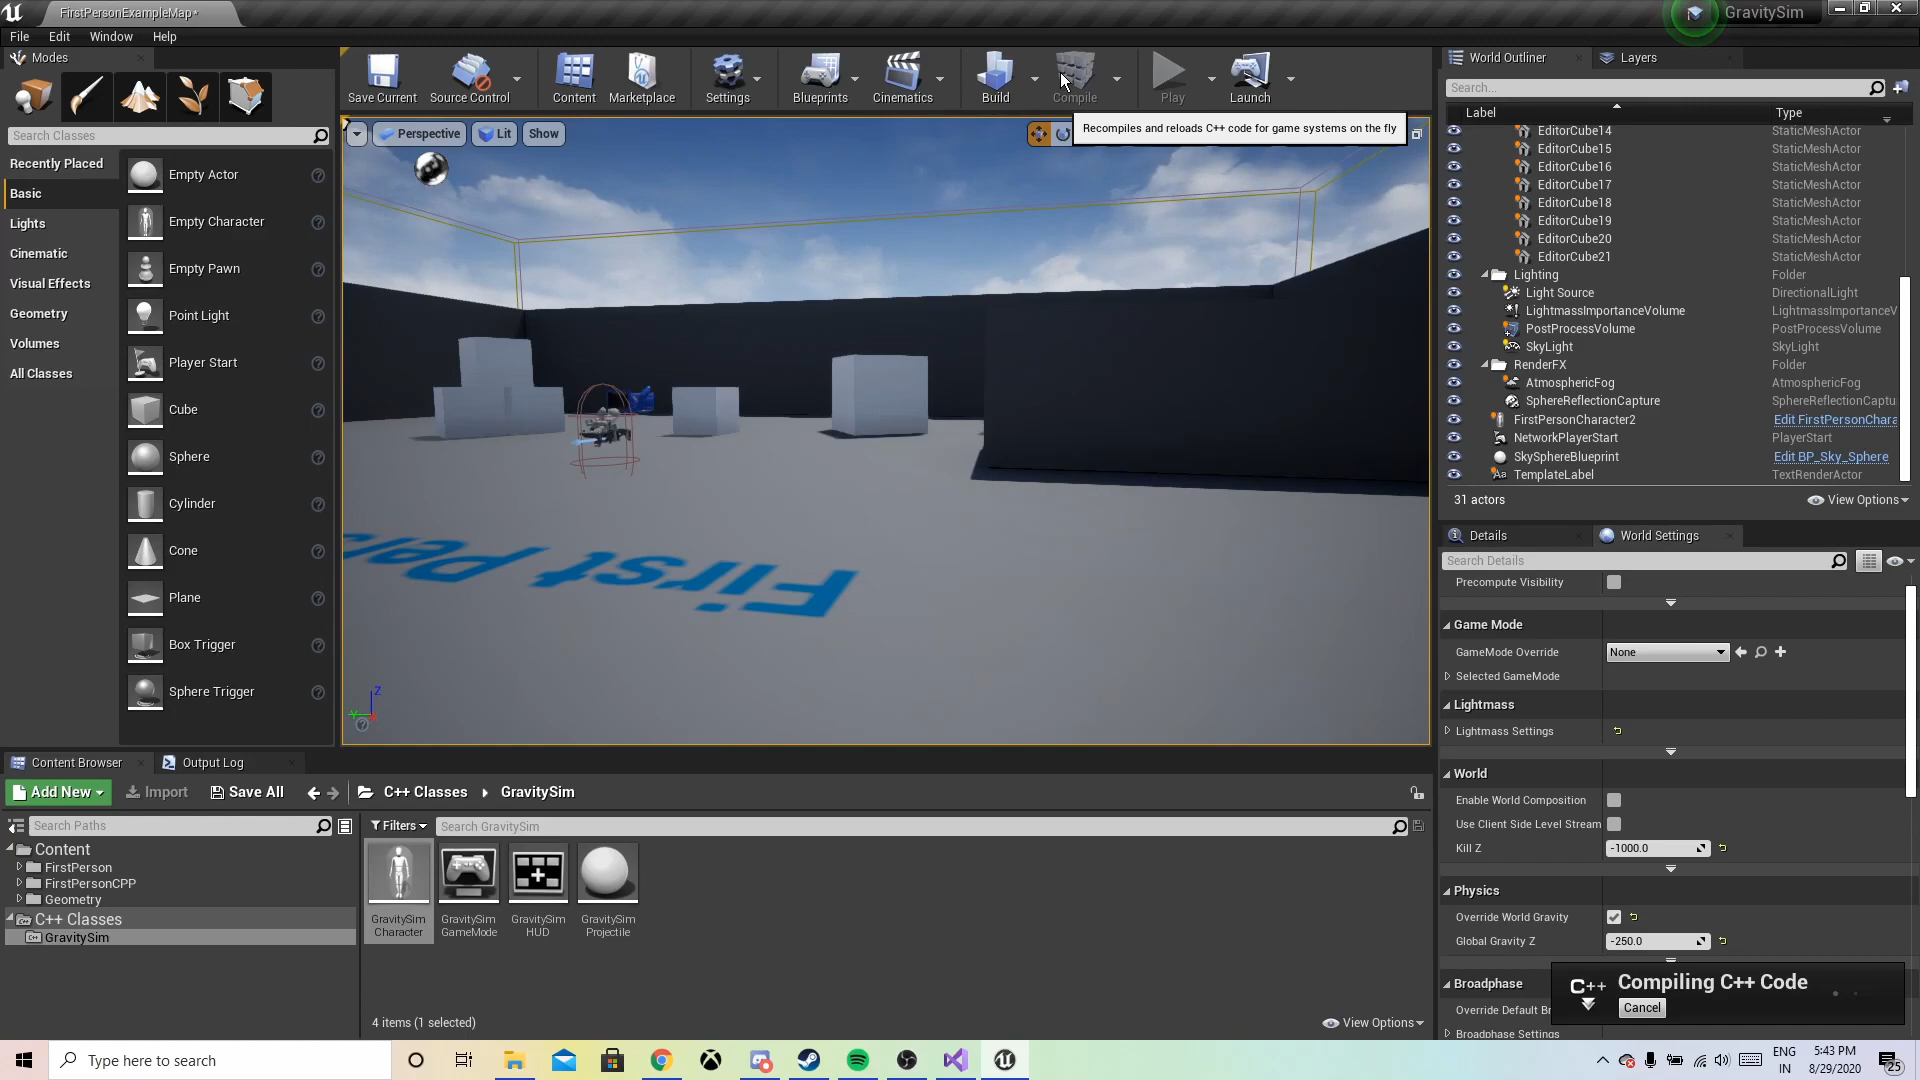 FirstPersonExampleMap*
GravitySim
File Edit Window Help
Modes
Search Classes
Recently Placed
Basic
Lights
Cinematic
Visual Effects
Geometry
Volumes
All Classes
Empty Actor
Empty Character
Empty Pawn
Point Light
Player Start
Cube
Sphere
Cylinder
Cone
Plane
Box Trigger
Sphere Trigger
Save Current Source Control Content Marketplace Settings Blueprints Cinematics Build Compile Play Launch
Perspective Lit Show
Recompiles and reloads C++ code for game systems on the fly
First Per
Z
Y
World Outliner Layers
Search...
Label Type
EditorCube14 StaticMeshActor
EditorCube15 StaticMeshActor
EditorCube16 StaticMeshActor
EditorCube17 StaticMeshActor
EditorCube18 StaticMeshActor
EditorCube19 StaticMeshActor
EditorCube20 StaticMeshActor
EditorCube21 StaticMeshActor
Lighting Folder
Light Source DirectionalLight
LightmassImportanceVolume LightmassImportanceV
PostProcessVolume PostProcessVolume
SkyLight SkyLight
RenderFX Folder
AtmosphericFog AtmosphericFog
SphereReflectionCapture SphereReflectionCaptu
FirstPersonCharacter2 Edit FirstPersonChara
NetworkPlayerStart PlayerStart
SkySphereBlueprint Edit BP_Sky_Sphere
TemplateLabel TextRenderActor
31 actors View Options
Details World Settings
Search Details
Precompute Visibility
Game Mode
GameMode Override None
Selected GameMode
Lightmass
Lightmass Settings
World
Enable World Composition
Use Client Side Level Stream
Kill Z -1000.0
Physics
Override World Gravity
Global Gravity Z -250.0
Broadphase
Override Default Br
Broadphase Settings
C++ Compiling C++ Code
Cancel
Content Browser Output Log
Add New Import Save All C++ Classes GravitySim
Search Paths
Filters Search GravitySim
Content
FirstPerson
FirstPersonCPP
Geometry
C++ Classes
GravitySim
GravitySim
Character
GravitySim
GameMode
GravitySim
HUD
GravitySim
Projectile
4 items (1 selected) View Options
Type here to search
ENG
IN
5:43 PM
8/29/2020
25